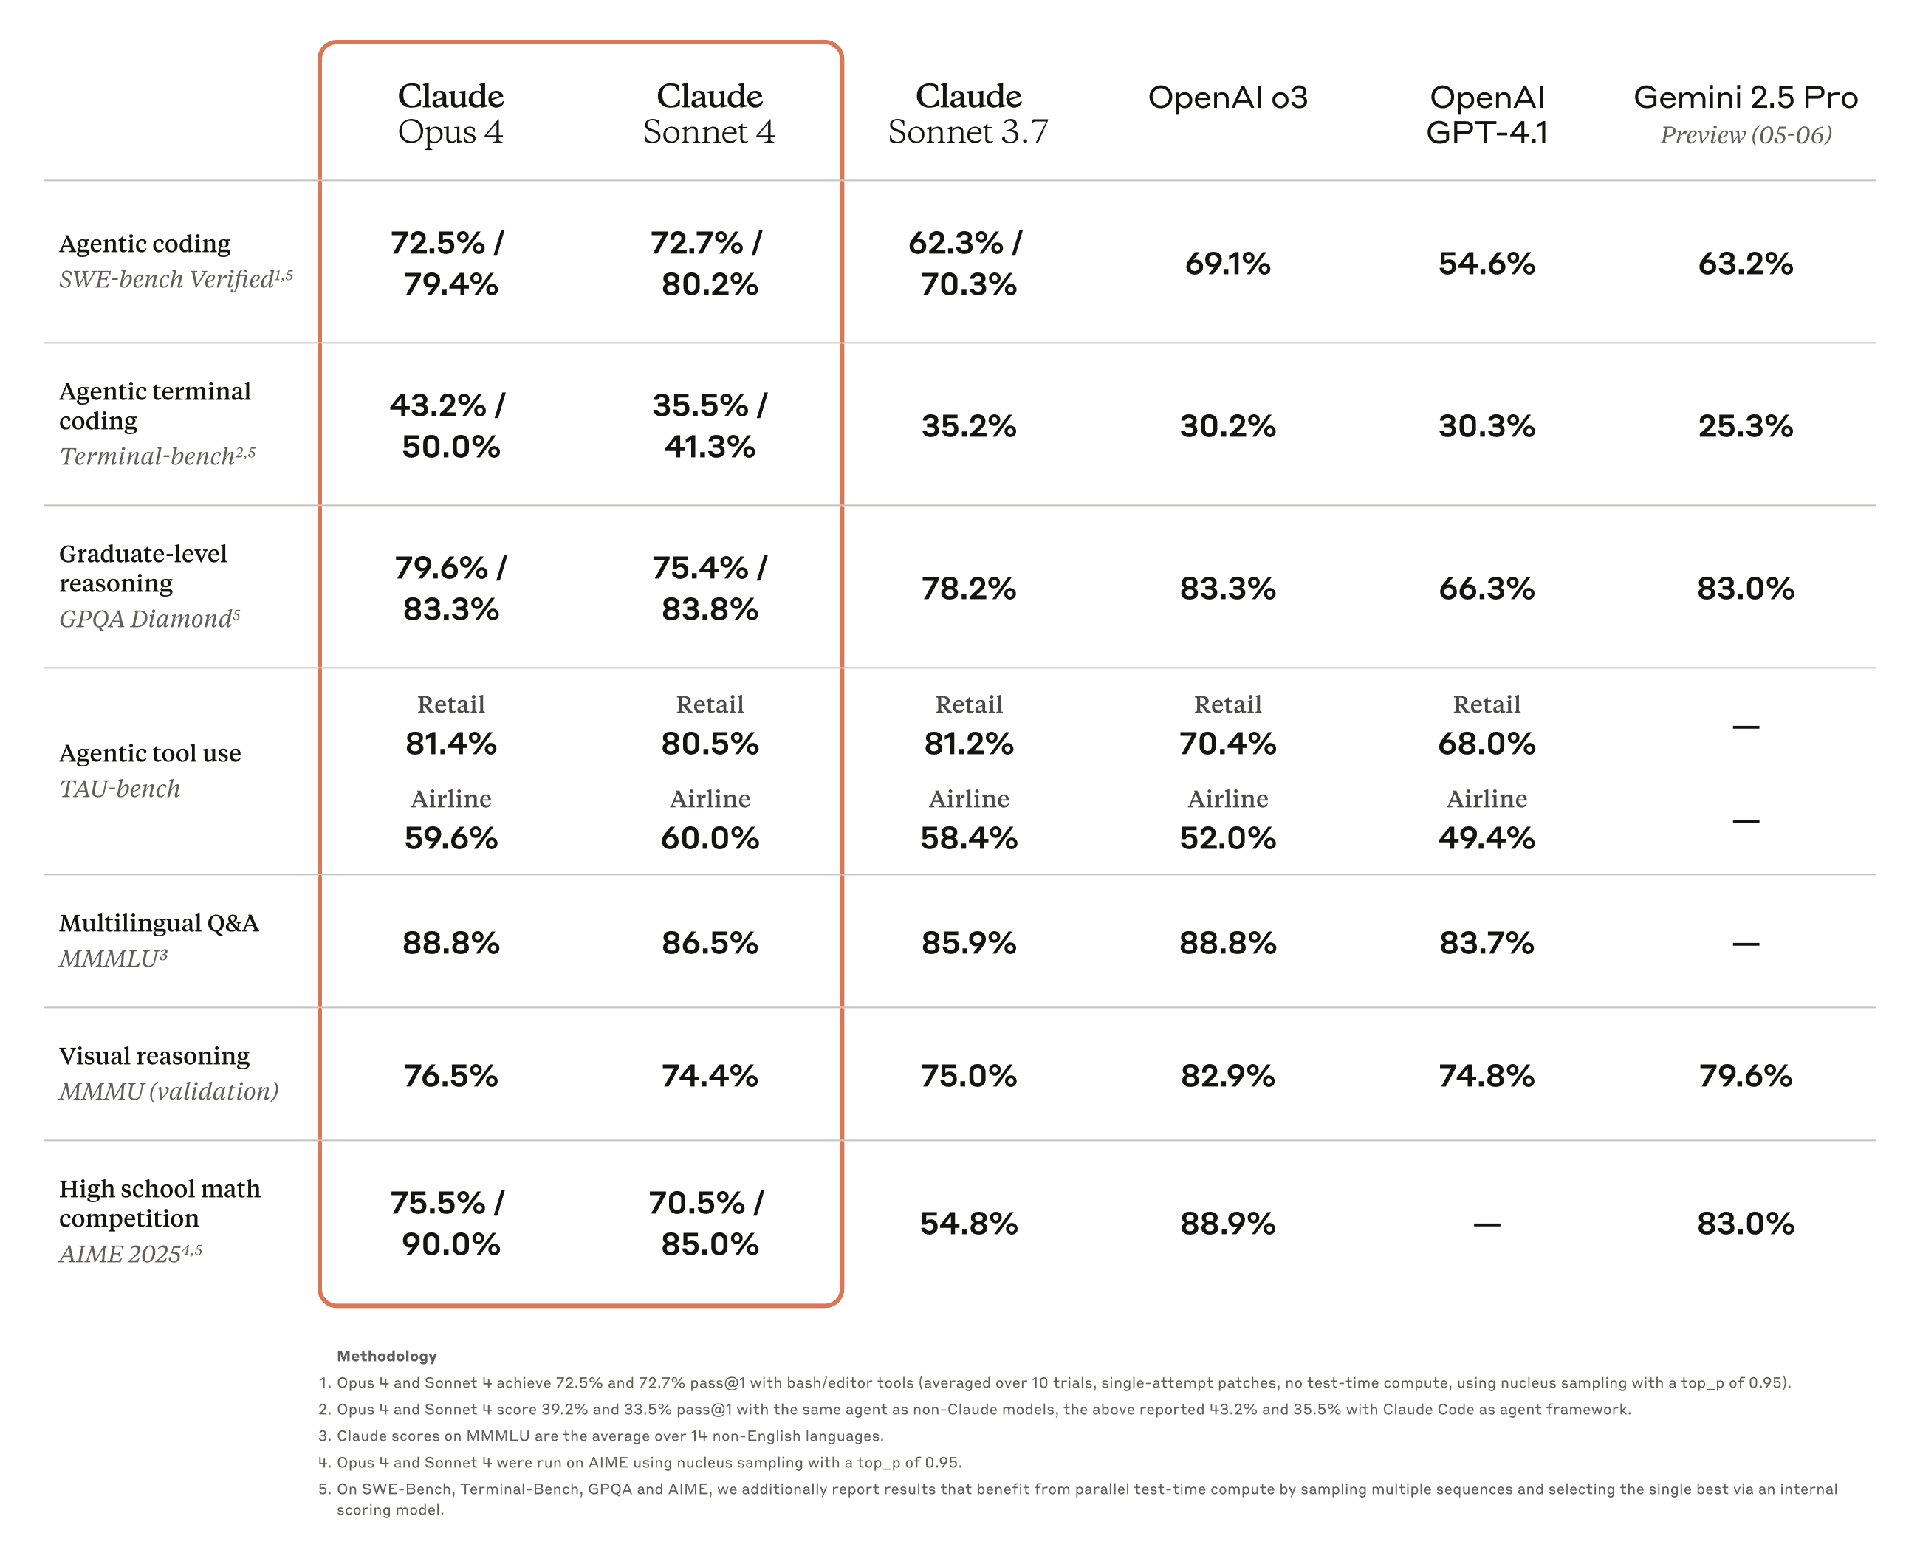 Claude Opus 4
Claude Sonnet 4
Claude Sonnet 3.7
OpenAI o3
OpenAI GPT-4.1
Gemini 2.5 Pro Preview (05-06)
Agentic coding
SWE-bench Verified¹,⁵
72.5% / 79.4%
72.7% / 80.2%
62.3% / 70.3%
69.1%
54.6%
63.2%
Agentic terminal coding
Terminal-bench²,⁵
43.2% / 50.0%
35.5% / 41.3%
35.2%
30.2%
30.3%
25.3%
Graduate-level reasoning
GPQA Diamond⁵
79.6% / 83.3%
75.4% / 83.8%
78.2%
83.3%
66.3%
83.0%
Agentic tool use
TAU-bench
Retail
81.4%
Retail
80.5%
Retail
81.2%
Retail
70.4%
Retail
68.0%
—
Airline
59.6%
Airline
60.0%
Airline
58.4%
Airline
52.0%
Airline
49.4%
—
Multilingual Q&A
MMMLU³
88.8%
86.5%
85.9%
88.8%
83.7%
—
Visual reasoning
MMMU (validation)
76.5%
74.4%
75.0%
82.9%
74.8%
79.6%
High school math competition
AIME 2025⁴,⁵
75.5% / 90.0%
70.5% / 85.0%
54.8%
88.9%
—
83.0%
Methodology
1. Opus 4 and Sonnet 4 achieve 72.5% and 72.7% pass@1 with bash/editor tools (averaged over 10 trials, single-attempt patches, no test-time compute, using nucleus sampling with a top_p of 0.95).
2. Opus 4 and Sonnet 4 score 39.2% and 33.5% pass@1 with the same agent as non-Claude models, the above reported 43.2% and 35.5% with Claude Code as agent framework.
3. Claude scores on MMMLU are the average over 14 non-English languages.
4. Opus 4 and Sonnet 4 were run on AIME using nucleus sampling with a top_p of 0.95.
5. On SWE-Bench, Terminal-Bench, GPQA and AIME, we additionally report results that benefit from parallel test-time compute by sampling multiple sequences and selecting the single best via an internal
scoring model.